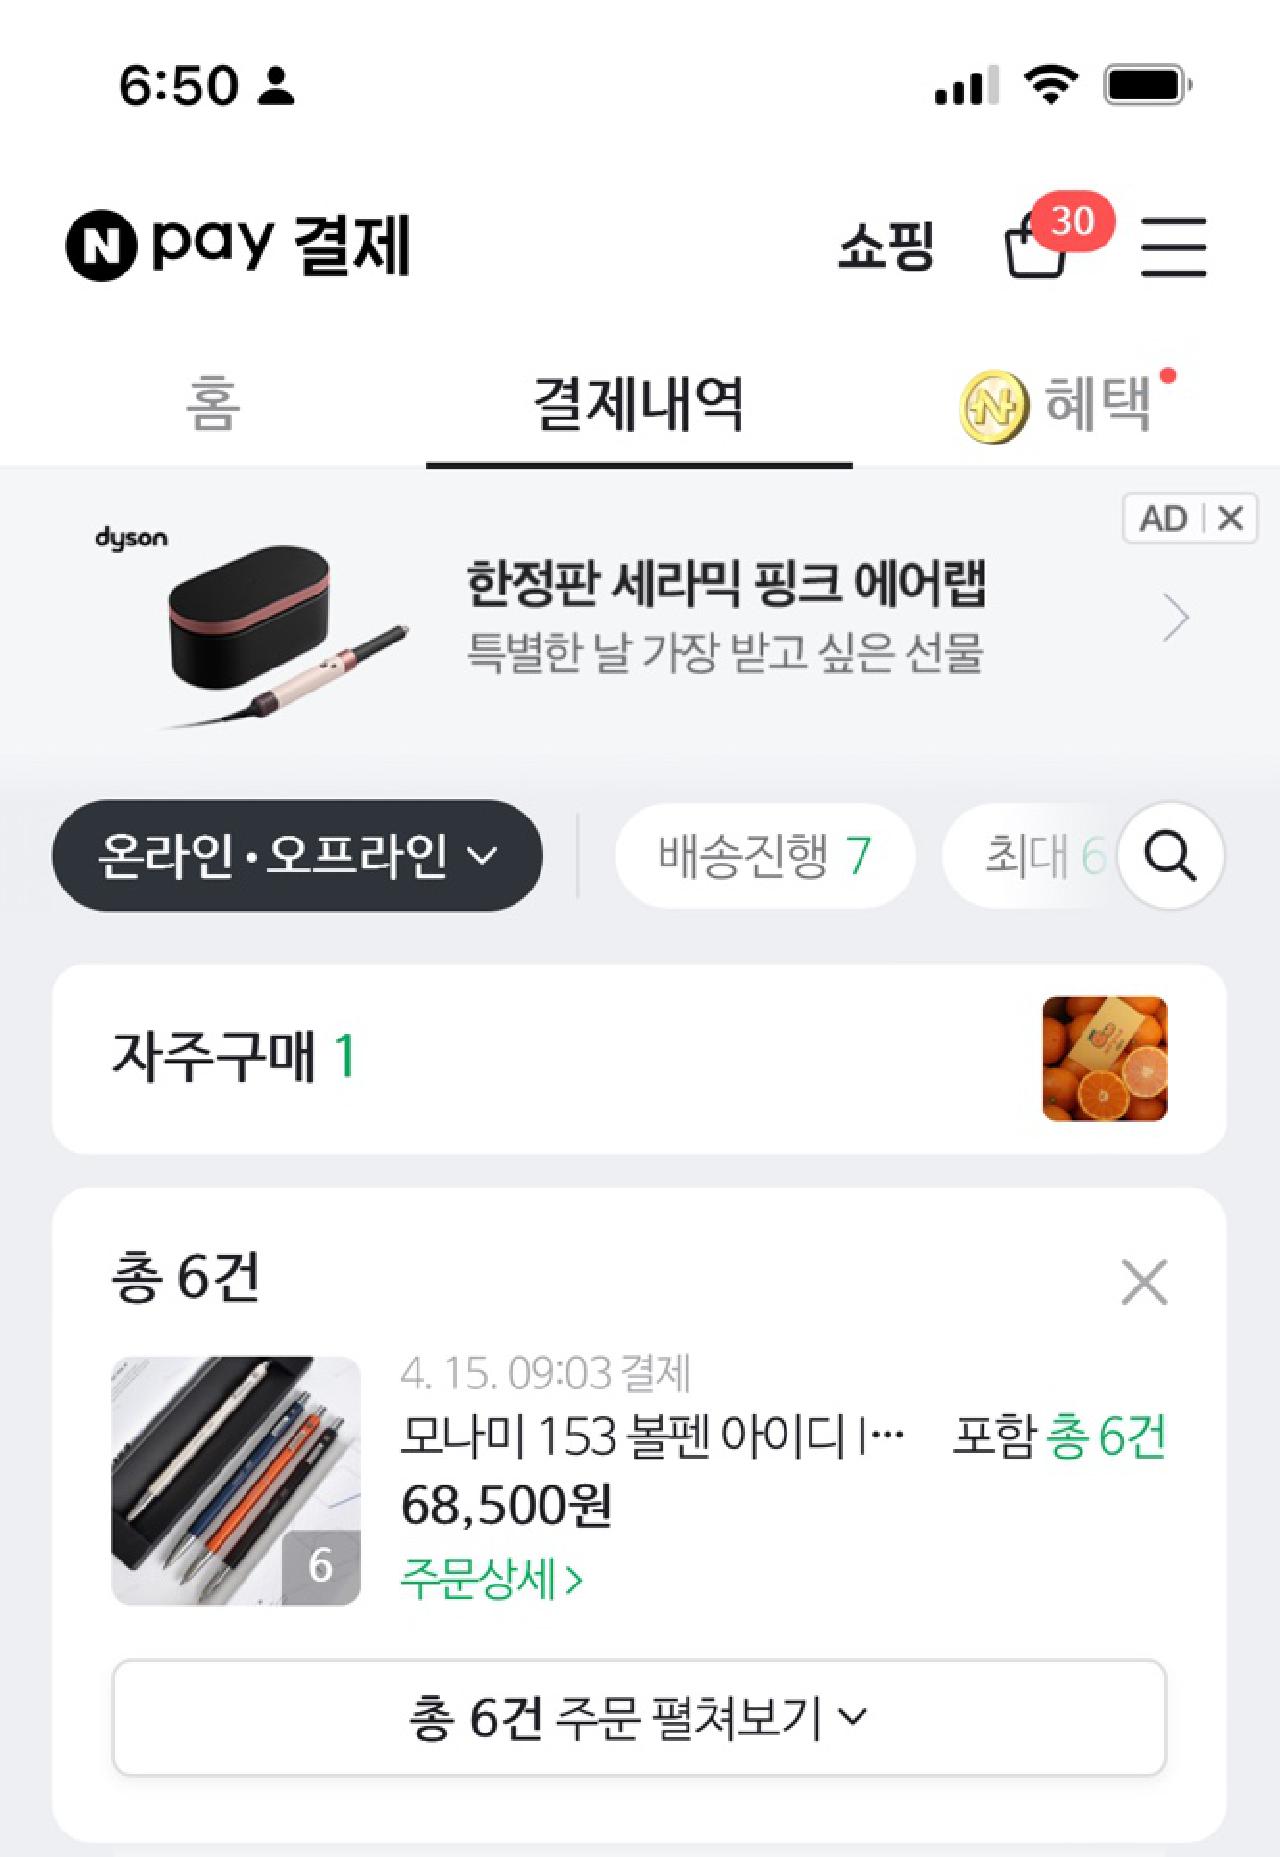 6:50
N pay 결제
쇼핑
30
홈
결제내역
혜택
AD
dyson
한정판 세라믹 핑크 에어랩
특별한 날 가장 받고 싶은 선물
온라인•오프라인
배송진행 7
최대 6
자주구매 1
총 6건
4. 15. 09:03 결제
모나미 153 볼펜 아이디 l… 포함 총 6건
68,500원
6
주문상세 >
총 6건 주문 펼쳐보기